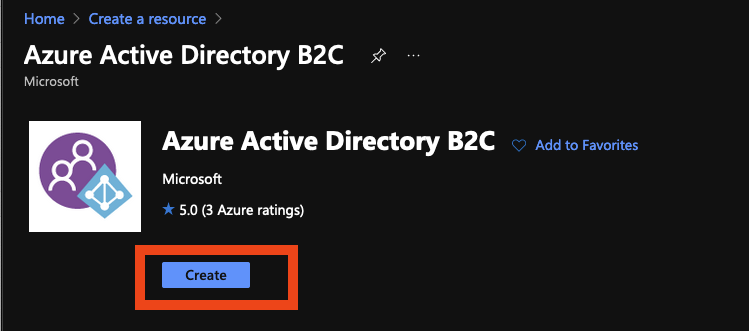 Home > Create a resource >
Azure Active Directory B2C ...
Microsoft
Azure Active Directory B2C Add to Favorites
Microsoft
5.0 (3 Azure ratings)
Create